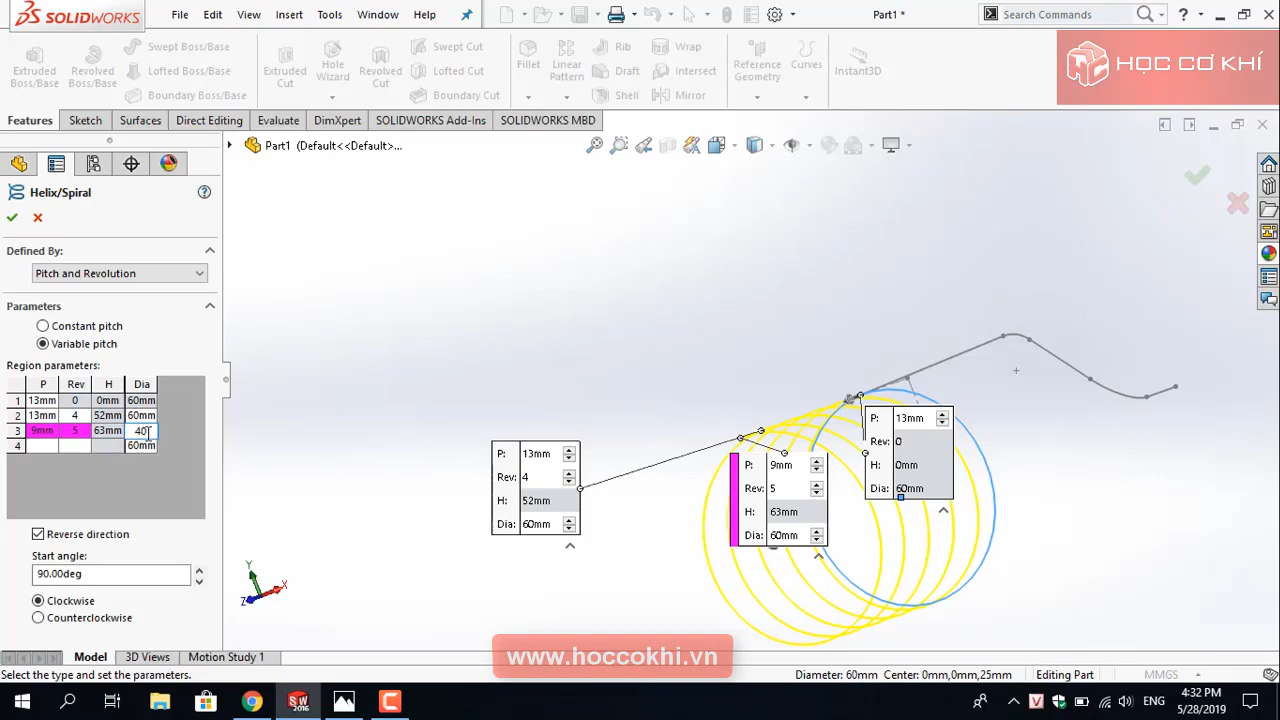 SOLIDWORKS File Edit View Insert Tools Window Help Part1 * Search Commands ?
Extruded Boss/Base Revolved Boss/Base Swept Boss/Base Lofted Boss/Base Boundary Boss/Base Extruded Cut Hole Wizard Revolved Cut Swept Cut Lofted Cut Boundary Cut Fillet Linear Pattern Rib Draft Shell Wrap Intersect Mirror Reference Geometry Curves Instant3D
HỌC CƠ KHÍ
Features Sketch Surfaces Direct Editing Evaluate DimXpert SOLIDWORKS Add-Ins SOLIDWORKS MBD
Part1 (Default<<Default>...
Helix/Spiral ?
Defined By:
Pitch and Revolution
Parameters
Constant pitch
Variable pitch
Region parameters:
P Rev H Dia
1 13mm 0 0mm 60mm
2 13mm 4 52mm 60mm
3 9mm 5 63mm 40
4 60mm
Reverse direction
Start angle:
90.00deg
Clockwise
Counterclockwise
P: 13mm
Rev: 4
H: 52mm
Dia: 60mm
P: 9mm
Rev: 5
H: 63mm
Dia: 60mm
P: 13mm
Rev: 0
H: 0mm
Dia: 60mm
Y
X
Z
www.hoccokhi.vn
Model 3D Views Motion Study 1
Select the type and set the parameters. Diameter: 60mm Center: 0mm,0mm,25mm Editing Part MMGS
SW 2016 V ENG 4:32 PM
5/28/2019